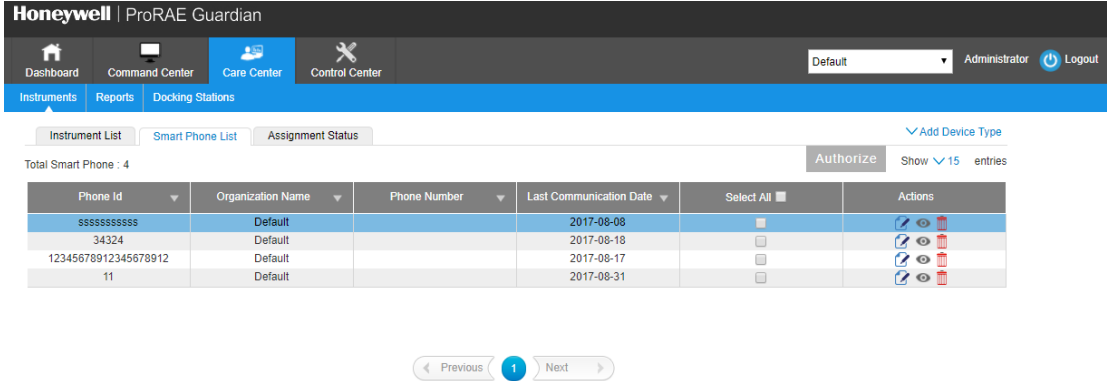 Honeywell | ProRAE Guardian
Dashboard Command Center Care Center Control Center Default Administrator Logout
Instruments Reports Docking Stations
Instrument List Smart Phone List Assignment Status Add Device Type
Total Smart Phone : 4 Authorize Show 15 entries
Phone Id Organization Name Phone Number Last Communication Date Select All Actions
sssssssssss Default 2017-08-08
34324 Default 2017-08-18
12345678912345678912 Default 2017-08-17
11 Default 2017-08-31
Previous 1 Next